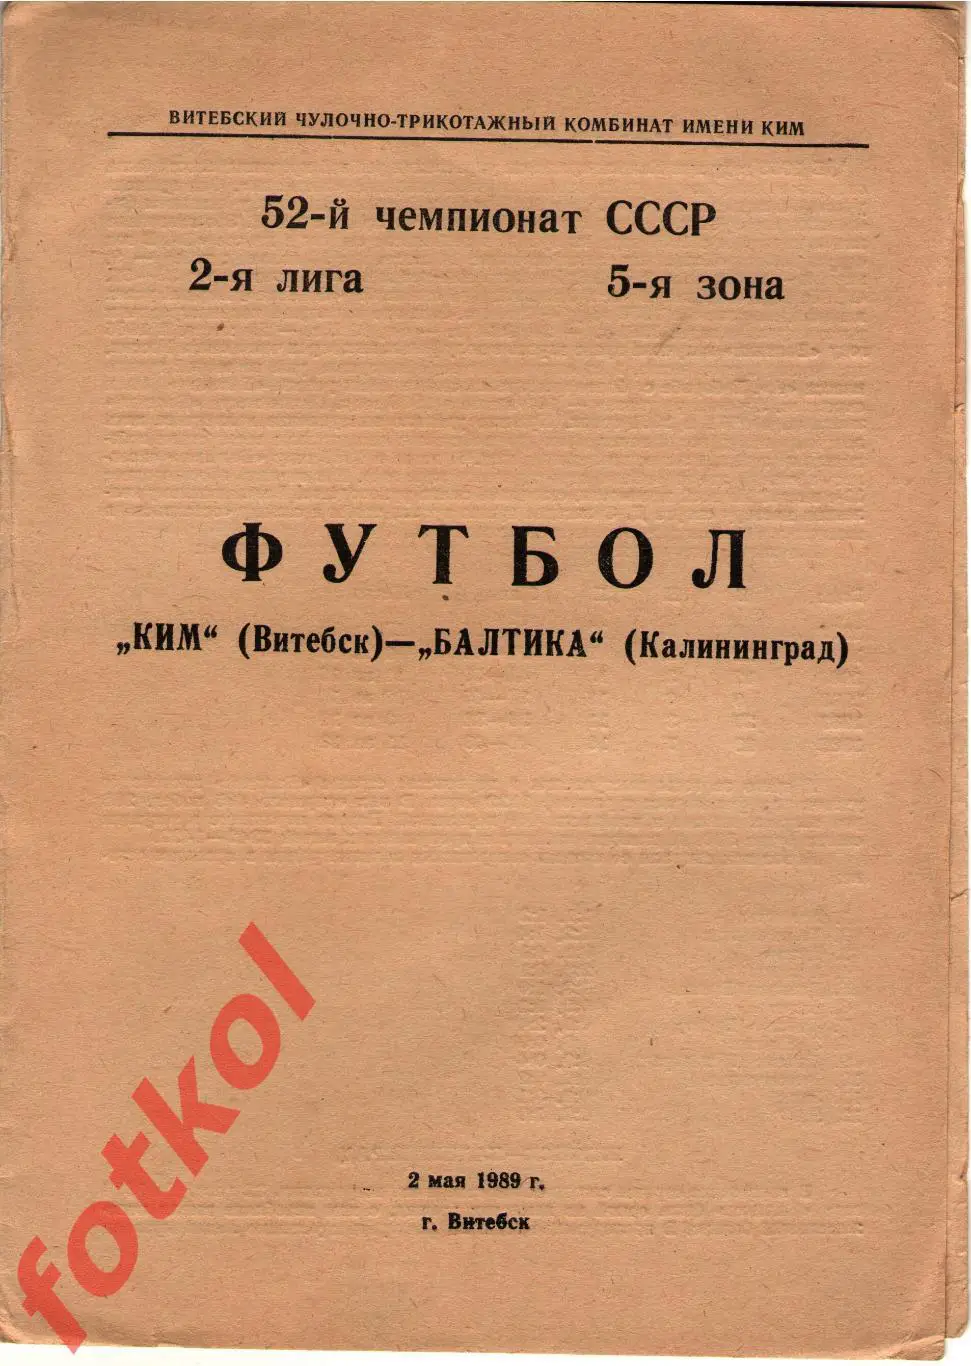 ВИТЕБСКИЙ ЧУЛОЧНО-ТРИКОТАЖНЫЙ КОМБИНАТ ИМЕНИ КИМ
52-й чемпионат СССР
2-я лига 5-я зона
ФУТБОЛ
„КИМ“ (Витебск)—„БАЛТИКА“ (Калининград)
2 мая 1989 г.
г. Витебск
fotkol